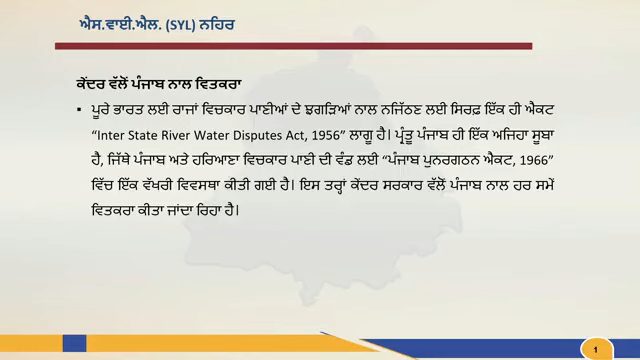 ਐਸ.ਵਾਈ.ਐਲ. (SYL) ਨਹਿਰ
ਕੇਂਦਰ ਵੱਲੋਂ ਪੰਜਾਬ ਨਾਲ ਵਿਤਕਰਾ
• ਪੂਰੇ ਭਾਰਤ ਲਈ ਰਾਜਾਂ ਵਿਚਕਾਰ ਪਾਣੀਆਂ ਦੇ ਝਗੜਿਆਂ ਨਾਲ ਨਜਿੱਠਣ ਲਈ ਸਿਰਫ਼ ਇੱਕ ਹੀ ਐਕਟ
“Inter State River Water Disputes Act, 1956” ਲਾਗੂ ਹੈ। ਪ੍ਰੰਤੂ ਪੰਜਾਬ ਹੀ ਇੱਕ ਅਜਿਹਾ ਸੂਬਾ
ਹੈ, ਜਿੱਥੇ ਪੰਜਾਬ ਅਤੇ ਹਰਿਆਣਾ ਵਿਚਕਾਰ ਪਾਣੀ ਦੀ ਵੰਡ ਲਈ “ਪੰਜਾਬ ਪੁਨਰਗਠਨ ਐਕਟ, 1966”
ਵਿੱਚ ਇੱਕ ਵੱਖਰੀ ਵਿਵਸਥਾ ਕੀਤੀ ਗਈ ਹੈ। ਇਸ ਤਰ੍ਹਾਂ ਕੇਂਦਰ ਸਰਕਾਰ ਵੱਲੋਂ ਪੰਜਾਬ ਨਾਲ ਹਰ ਸਮੇਂ
ਵਿਤਕਰਾ ਕੀਤਾ ਜਾਂਦਾ ਰਿਹਾ ਹੈ।
1